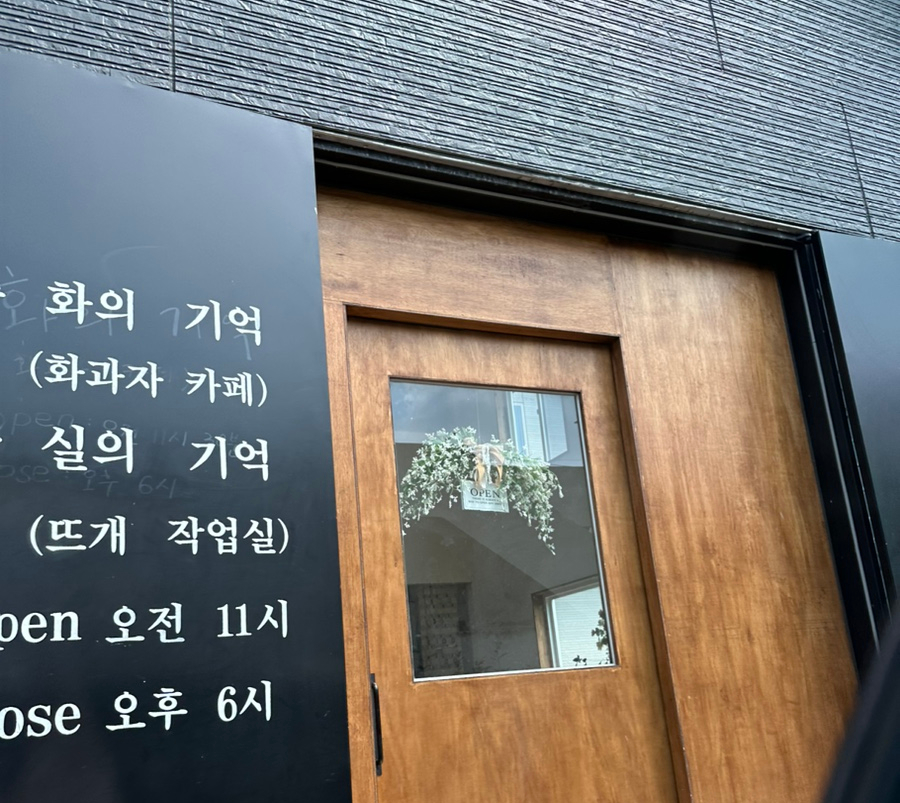 화의 기억
(화과자 카페)
실의 기억
(뜨개 작업실)
pen 오전 11시
ose 오후 6시
OPEN